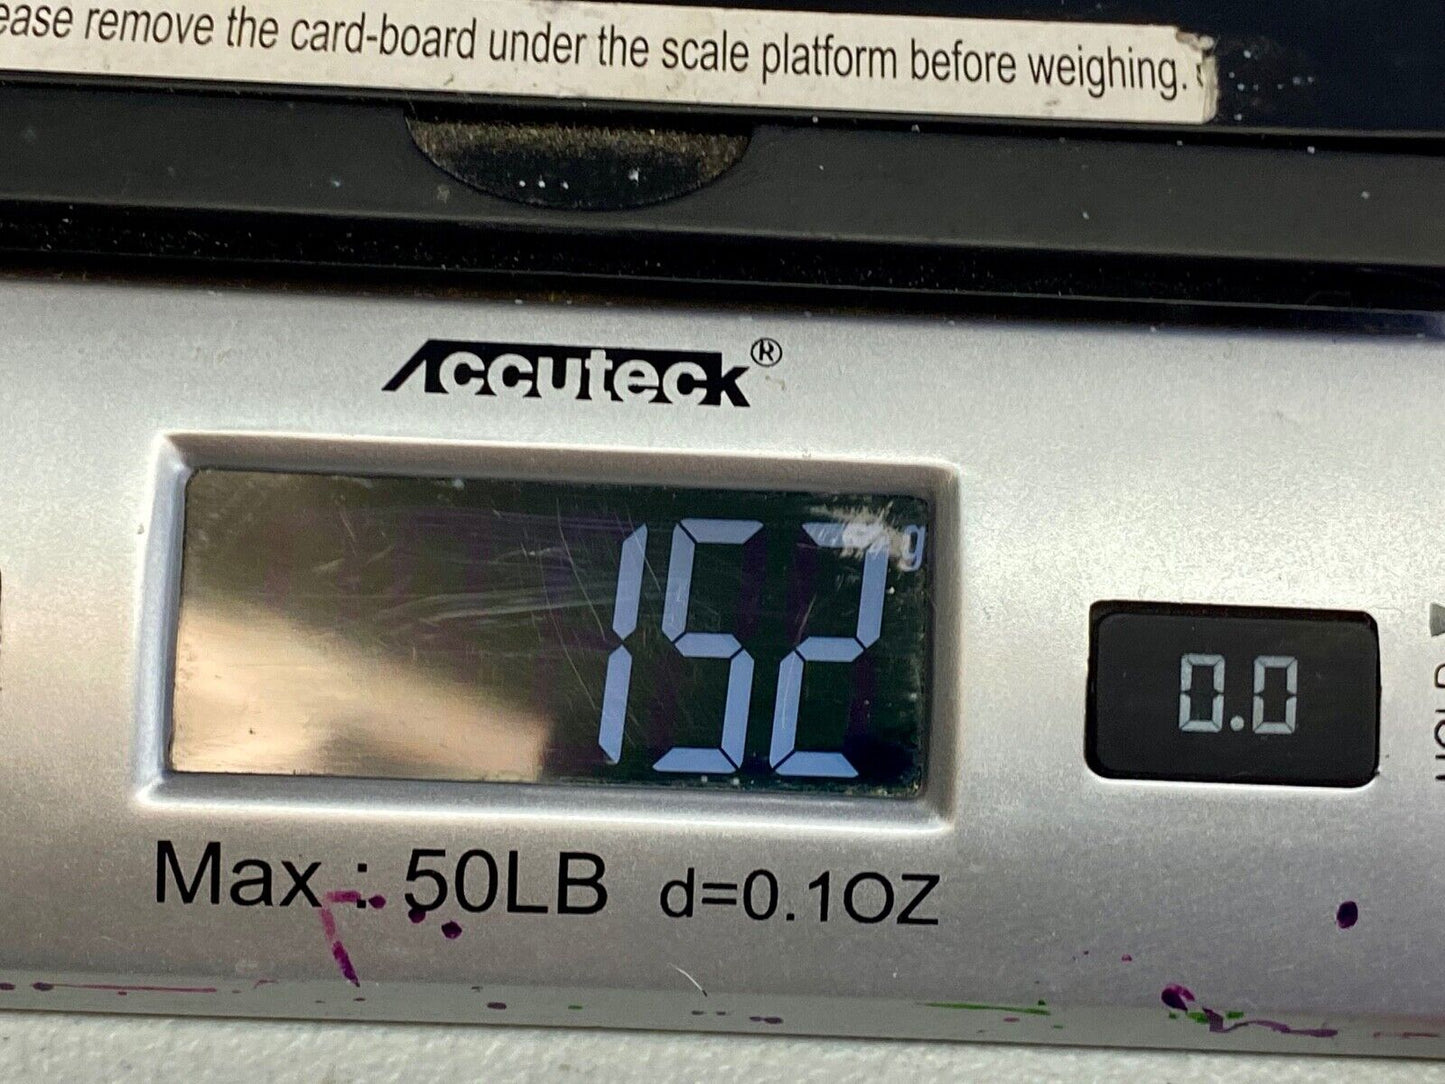 ease remove the card-board under the scale platform before weighing.
Accuteck®
152 g
0.0
HOLD
Max : 50LB d=0.1OZ